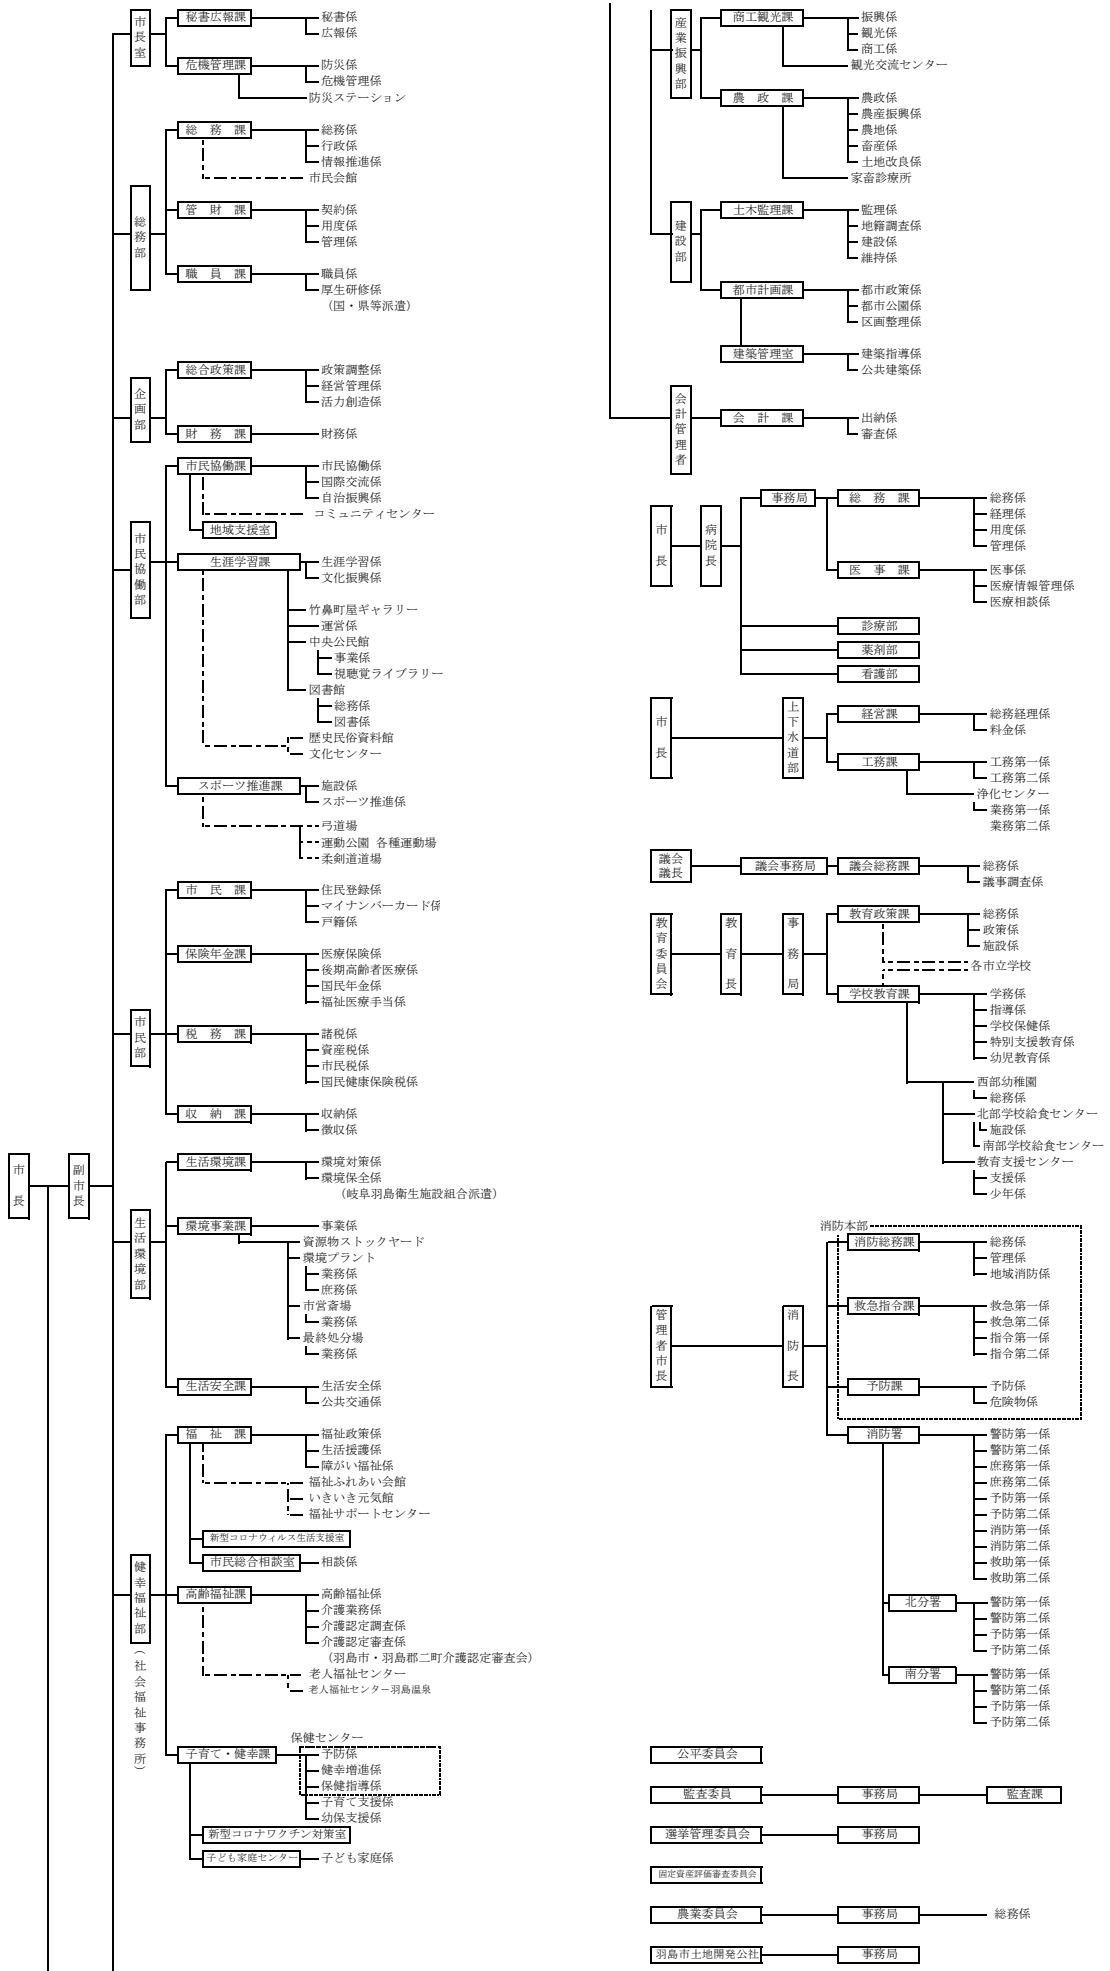 市長
副市長
市長室
秘書広報課
秘書係
広報係
危機管理課
防災係
危機管理係
防災ステーション
総務部
総務課
総務係
行政係
情報推進係
市民会館
管財課
契約係
用度係
管理係
職員課
職員係
厚生研修係
（国・県等派遣）
企画部
総合政策課
政策調整係
経営管理係
活力創造係
財務課
財務係
市民協働部
市民協働課
市民協働係
国際交流係
自治振興係
コミュニティセンター
地域支援室
生涯学習課
生涯学習係
文化振興係
竹鼻町屋ギャラリー
運営係
中央公民館
事業係
視聴覚ライブラリー
図書館
総務係
図書係
歴史民俗資料館
文化センター
スポーツ推進課
施設係
スポーツ推進係
弓道場
運動公園 各種運動場
柔剣道道場
市民部
市民課
住民登録係
マイナンバーカード係
戸籍係
保険年金課
医療保険係
後期高齢者医療係
国民年金係
福祉医療手当係
税務課
諸税係
資産税係
市民税係
国民健康保険税係
収納課
収納係
徴収係
生活環境部
生活環境課
環境対策係
環境保全係
（岐阜羽島衛生施設組合派遣）
環境事業課
事業係
資源物ストックヤード
環境プラント
業務係
庶務係
市営斎場
業務係
最終処分場
業務係
生活安全課
生活安全係
公共交通係
健幸福祉部
（社会福祉事務所）
福祉課
福祉政策係
生活援護係
障がい福祉係
福祉ふれあい会館
いきいき元気館
福祉サポートセンター
新型コロナウィルス生活支援室
市民総合相談室
相談係
高齢福祉課
高齢福祉係
介護業務係
介護認定調査係
介護認定審査係
（羽島市・羽島郡二町介護認定審査会）
老人福祉センター
老人福祉センター羽島温泉
保健センター
子育て・健幸課
予防係
健幸増進係
保健指導係
子育て支援係
幼保支援係
新型コロナワクチン対策室
子ども家庭センター
子ども家庭係
産業振興部
商工観光課
振興係
観光係
商工係
観光交流センター
農政課
農政係
農産振興係
農地係
畜産係
土地改良係
家畜診療所
建設部
土木監理課
監理係
地籍調査係
建設係
維持係
都市計画課
都市政策係
都市公園係
区画整理係
建築管理室
建築指導係
公共建築係
会計管理者
会計課
出納係
審査係
市長
病院長
事務局
総務課
総務係
経理係
用度係
管理係
医事課
医事係
医療情報管理係
医療相談係
診療部
薬剤部
看護部
市長
上下水道部
経営課
総務経理係
料金係
工務課
工務第一係
工務第二係
浄化センター
業務第一係
業務第二係
議会
議長
議会事務局
議会総務課
総務係
議事調査係
教育委員会
教育長
事務局
教育政策課
総務係
政策係
施設係
各市立学校
学校教育課
学務係
指導係
学校保健係
特別支援教育係
幼児教育係
西部幼稚園
総務係
北部学校給食センター
施設係
南部学校給食センター
教育支援センター
支援係
少年係
管理者市長
消防長
消防本部
消防総務課
総務係
管理係
地域消防係
救急指令課
救急第一係
救急第二係
指令第一係
指令第二係
予防課
予防係
危険物係
消防署
警防第一係
警防第二係
庶務第一係
庶務第二係
予防第一係
予防第二係
消防第一係
消防第二係
救助第一係
救助第二係
北分署
警防第一係
警防第二係
予防第一係
予防第二係
南分署
警防第一係
警防第二係
予防第一係
予防第二係
公平委員会
監査委員
事務局
監査課
選挙管理委員会
事務局
固定資産評価審査委員会
農業委員会
事務局
総務係
羽島市土地開発公社
事務局